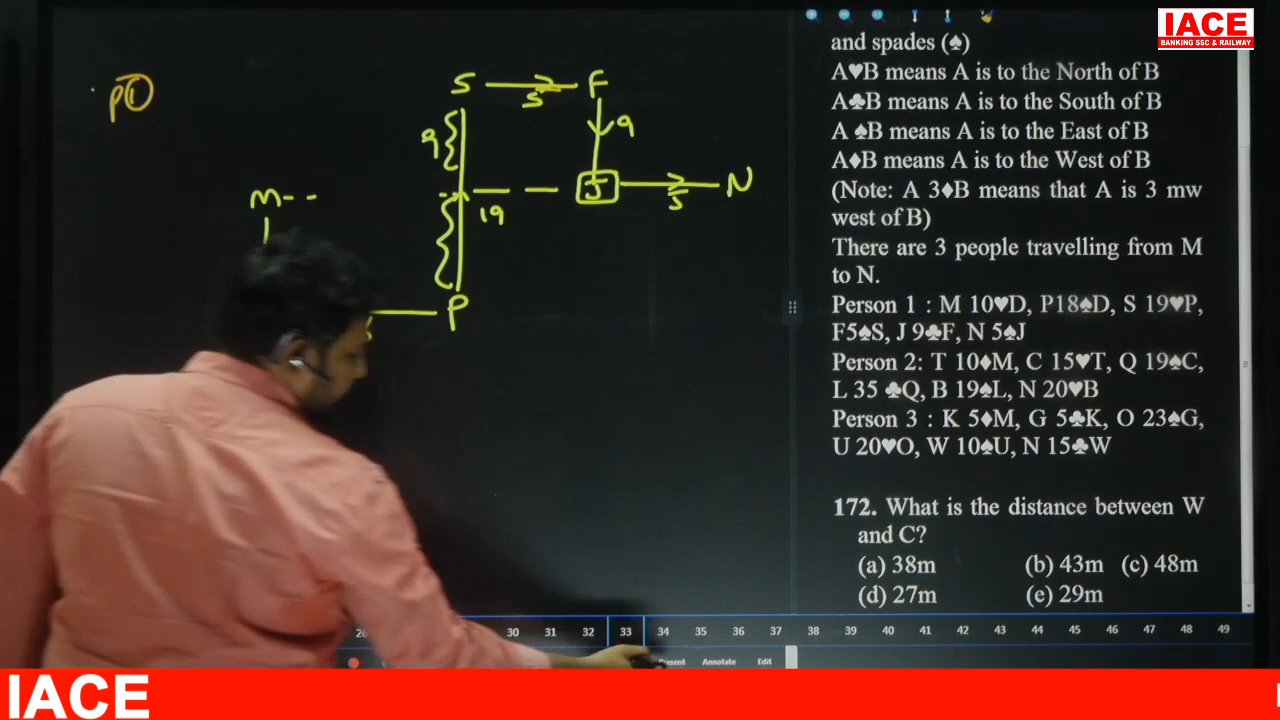 IACE
BANKING SSC & RAILWAY
P①
S 5 F
9 9
M
19 J 5 N
P
and spades (♠)
A♥B means A is to the North of B
A♣B means A is to the South of B
A ♠B means A is to the East of B
A♦B means A is to the West of B
(Note: A 3♦B means that A is 3 mw
west of B)
There are 3 people travelling from M
to N.
Person 1 : M 10♥D, P18♠D, S 19♥P,
F5♠S, J 9♣F, N 5♠J
Person 2: T 10♦M, C 15♥T, Q 19♠C,
L 35 ♣Q, B 19♠L, N 20♥B
Person 3 : K 5♦M, G 5♣K, O 23♠G,
U 20♥O, W 10♠U, N 15♣W
172. What is the distance between W
and C?
(a) 38m (b) 43m (c) 48m
(d) 27m (e) 29m
30 31 32 33 34 35 36 37 38 39 40 41 42 43 44 45 46 47 48 49
Annotate Edit
IACE